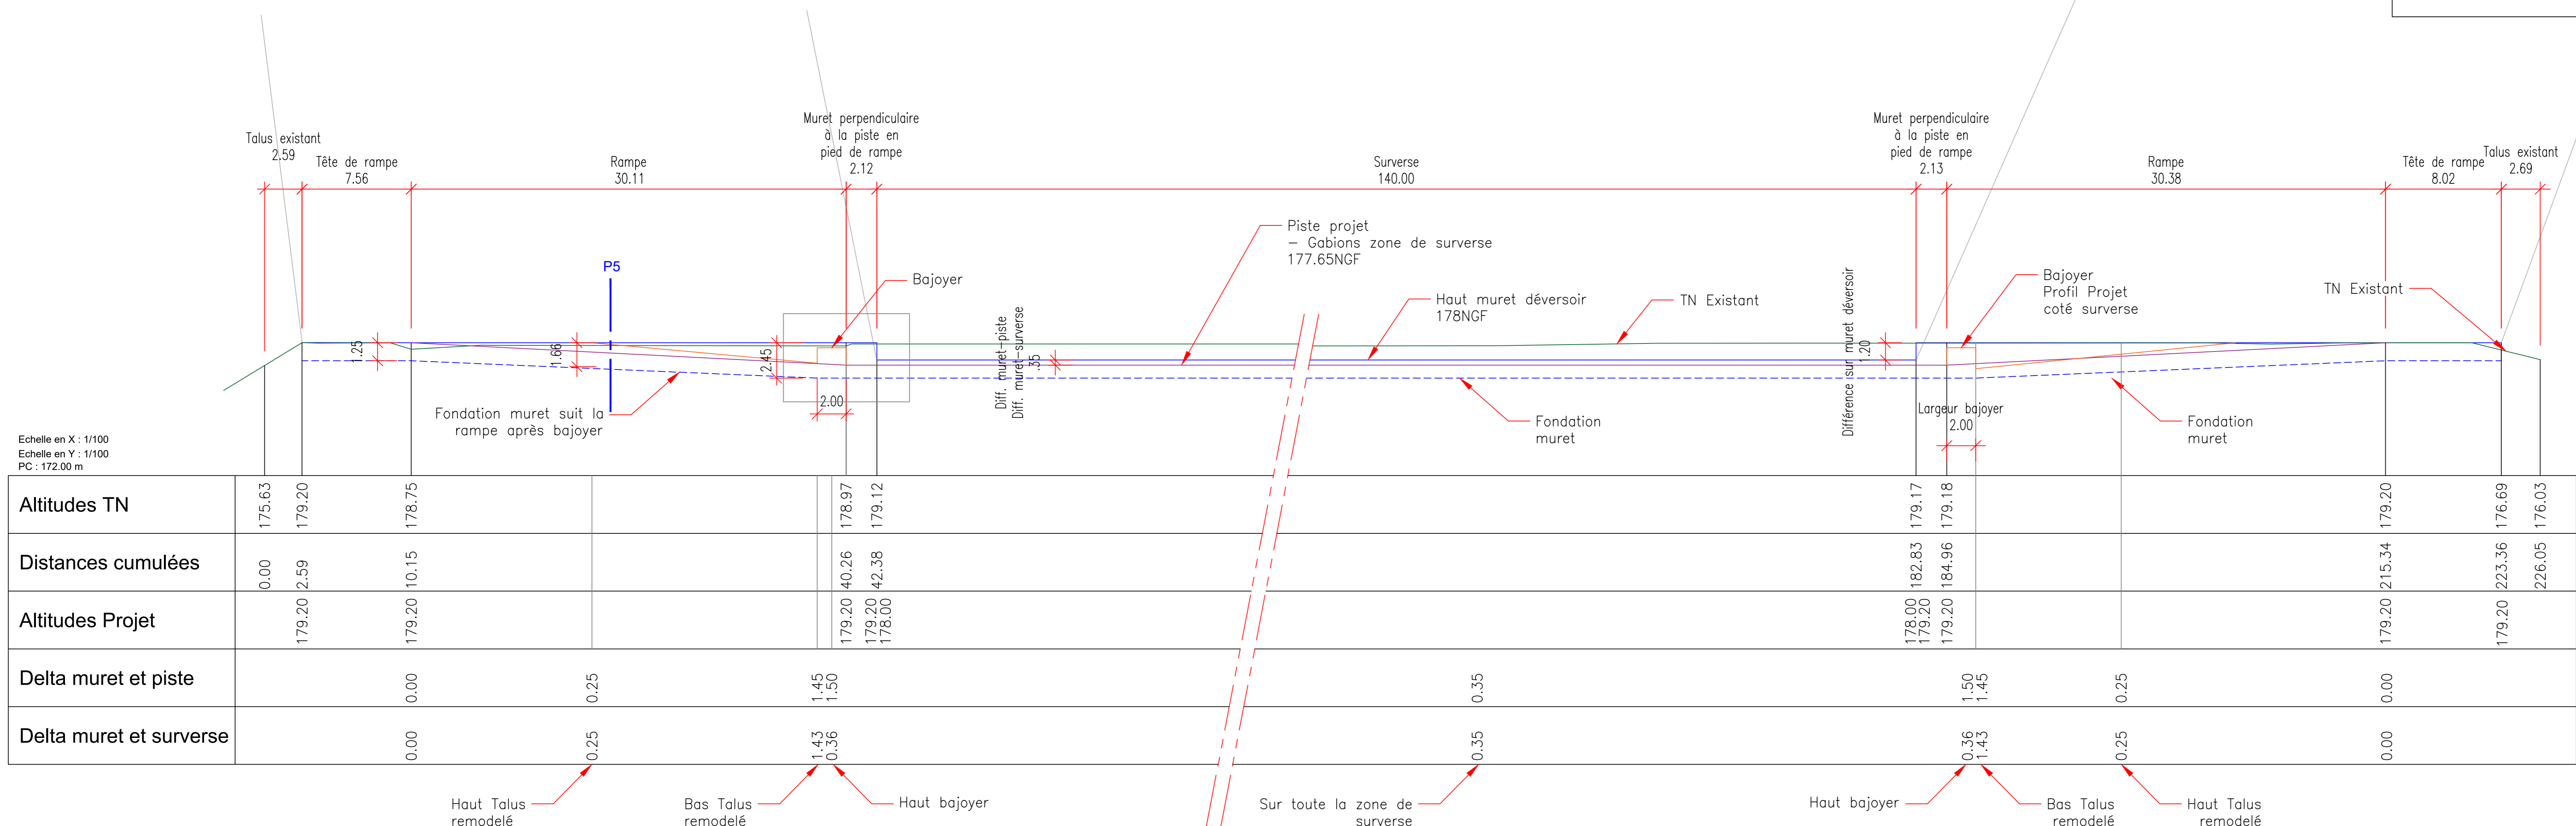 Talus existant
2.59
Tête de rampe
7.56
Rampe
30.11
Muret perpendiculaire
à la piste en
pied de rampe
2.12
Surverse
140.00
Muret perpendiculaire
à la piste en
pied de rampe
2.13
Rampe
30.38
Tête de rampe
8.02
Talus existant
2.69
P5
Bajoyer
Piste projet
- Gabions zone de surverse
177.65NGF
Haut muret déversoir
178NGF
TN Existant
Bajoyer
Profil Projet
coté surverse
TN Existant
1.25
1.66
2.45
2.00
Diff. muret-piste
Diff. muret-surverse
.35
Différence sur muret déversoir
1.20
Largeur bajoyer
2.00
Fondation muret suit la
rampe après bajoyer
Fondation
muret
Fondation
muret
Echelle en X : 1/100
Echelle en Y : 1/100
PC : 172.00 m
Altitudes TN
175.63
179.20
178.75
178.97
179.12
179.17
179.18
179.20
176.69
176.03
Distances cumulées
0.00
2.59
10.15
40.26
42.38
182.83
184.96
215.34
223.36
226.05
Altitudes Projet
179.20
179.20
179.20
179.20
178.00
178.00
179.20
179.20
179.20
179.20
Delta muret et piste
0.00
0.25
1.45
1.50
0.35
1.50
1.45
0.25
0.00
Delta muret et surverse
0.00
0.25
1.43
0.36
0.35
0.36
1.43
0.25
0.00
Haut Talus
remodelé
Bas Talus
remodelé
Haut bajoyer
Sur toute la zone de
surverse
Haut bajoyer
Bas Talus
remodelé
Haut Talus
remodelé